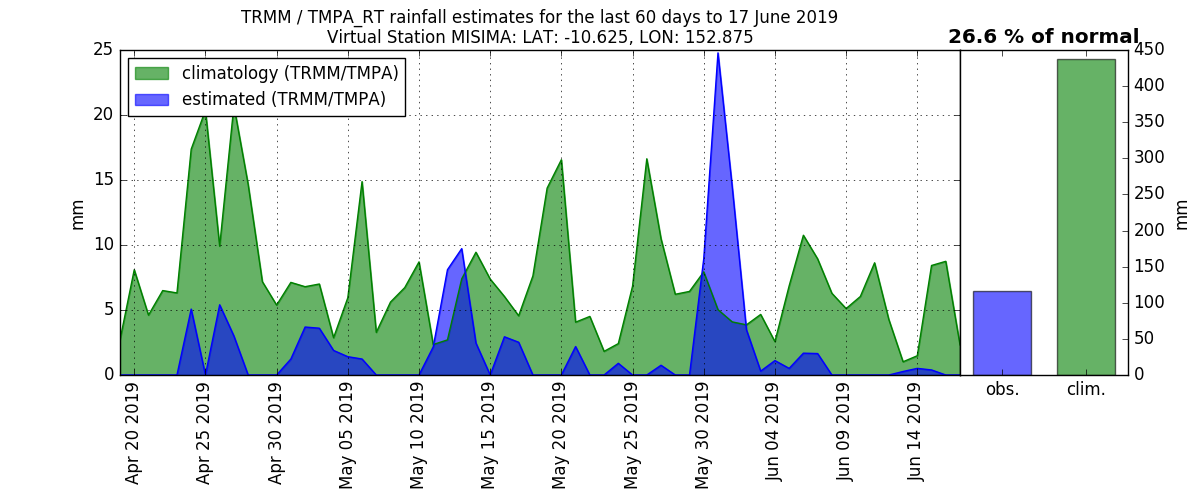 TRMM / TMPA_RT rainfall estimates for the last 60 days to 17 June 2019
Virtual Station MISIMA: LAT: -10.625, LON: 152.875
26.6 % of normal
climatology (TRMM/TMPA)
estimated (TRMM/TMPA)
mm
25
20
15
10
5
0
Apr 20 2019
Apr 25 2019
Apr 30 2019
May 05 2019
May 10 2019
May 15 2019
May 20 2019
May 25 2019
May 30 2019
Jun 04 2019
Jun 09 2019
Jun 14 2019
obs.
clim.
450
400
350
300
250
200
150
100
50
0
mm